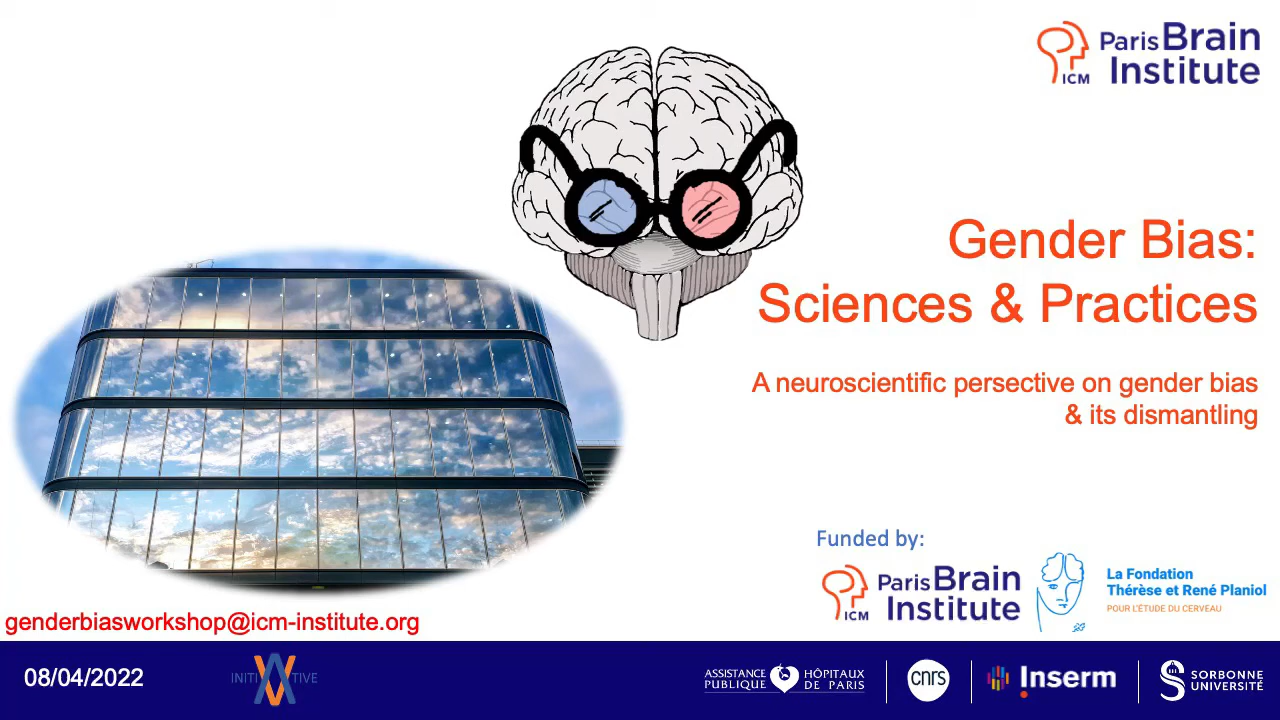 Paris Brain
Institute
ICM
Gender Bias:
Sciences & Practices
A neuroscientific persective on gender bias
& its dismantling
Funded by:
Paris Brain
Institute
ICM
La Fondation
Thérèse et René Planiol
POUR L'ÉTUDE DU CERVEAU
genderbiasworkshop@icm-institute.org
08/04/2022
INITI TIVE
ASSISTANCE HÔPITAUX
PUBLIQUE DE PARIS
cnrs
Inserm
SORBONNE
UNIVERSITÉ